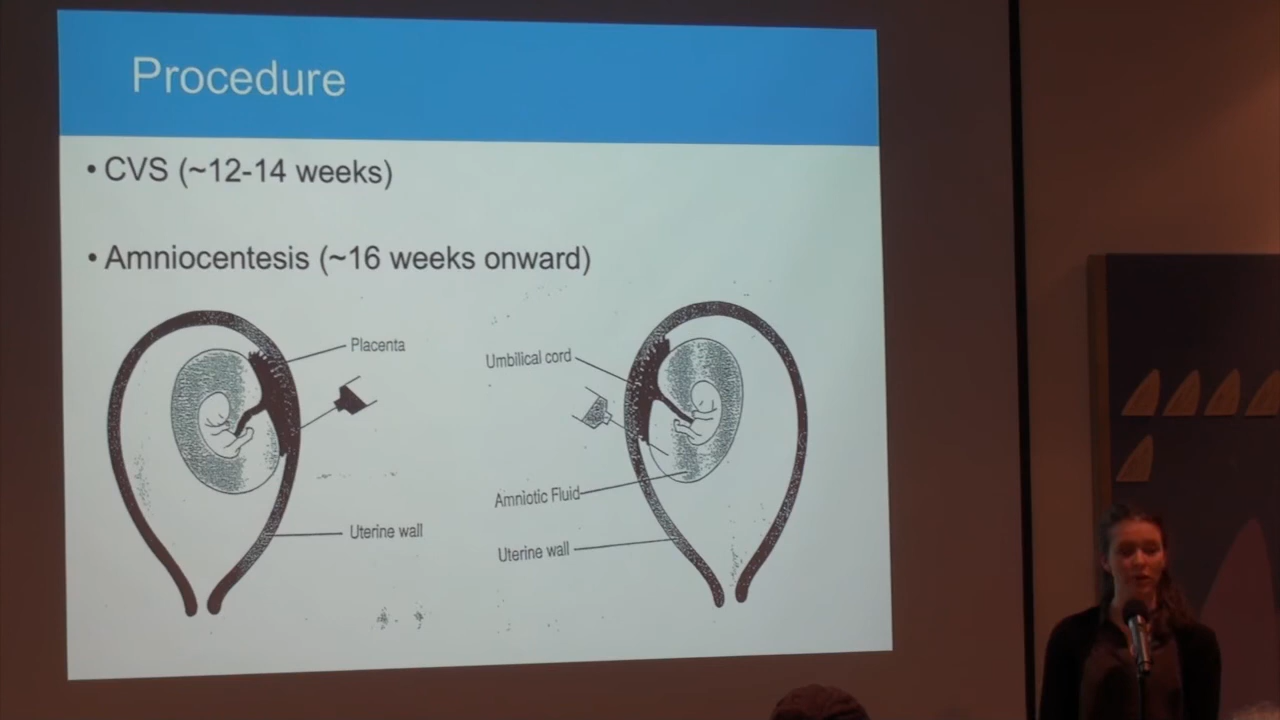 Procedure
• CVS (~12-14 weeks)
• Amniocentesis (~16 weeks onward)
Placenta
Uterine wall
Umbilical cord
Amniotic Fluid
Uterine wall